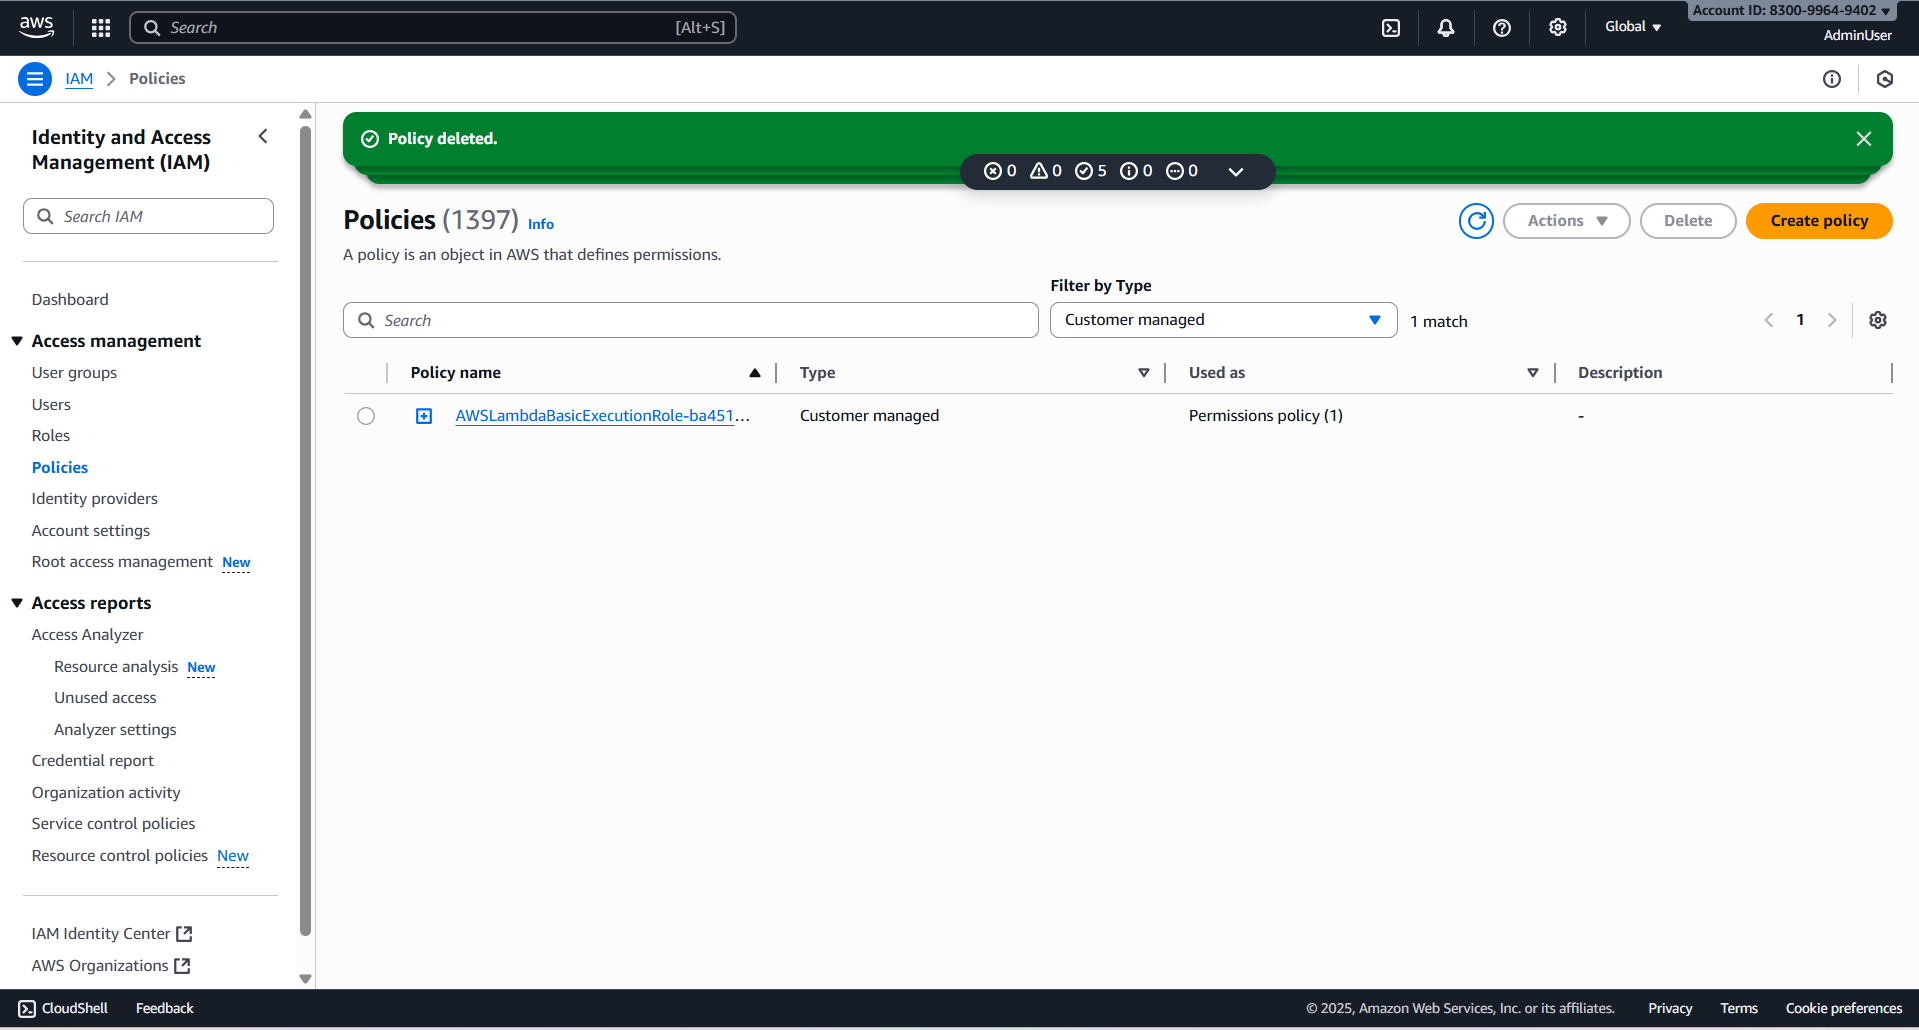 aws
Search
[Alt+S]
Global
Account ID: 8300-9964-9402
AdminUser
IAM
Policies
Identity and Access
Management (IAM)
Search IAM
Dashboard
Access management
User groups
Users
Roles
Policies
Identity providers
Account settings
Root access management New
Access reports
Access Analyzer
Resource analysis New
Unused access
Analyzer settings
Credential report
Organization activity
Service control policies
Resource control policies New
IAM Identity Center
AWS Organizations
Policy deleted.
0 0 5 0 0
Policies (1397) Info
Actions
Delete
Create policy
A policy is an object in AWS that defines permissions.
Filter by Type
Search
Customer managed
1 match
1
Policy name Type Used as Description
AWSLambdaBasicExecutionRole-ba451... Customer managed Permissions policy (1) -
CloudShell
Feedback
© 2025, Amazon Web Services, Inc. or its affiliates.
Privacy
Terms
Cookie preferences